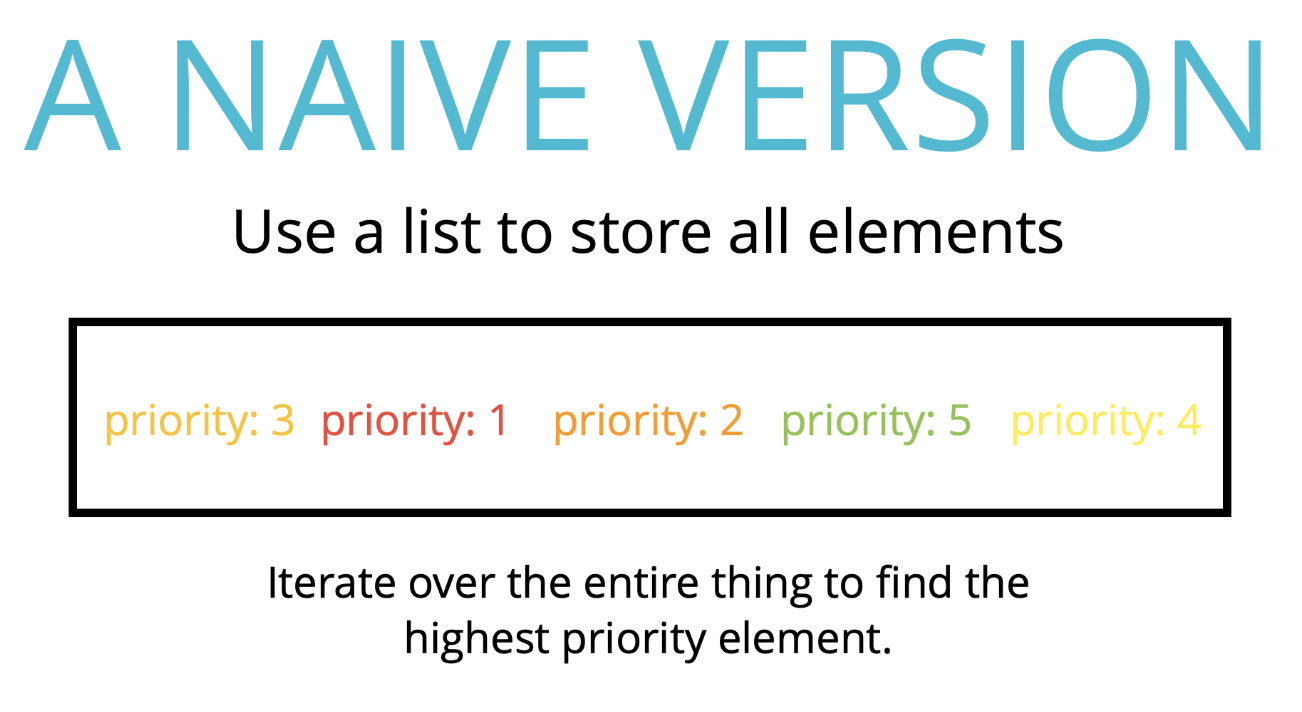 A NAIVE VERSION
Use a list to store all elements
priority: 3 priority: 1 priority: 2 priority: 5 priority: 4
Iterate over the entire thing to find the
highest priority element.